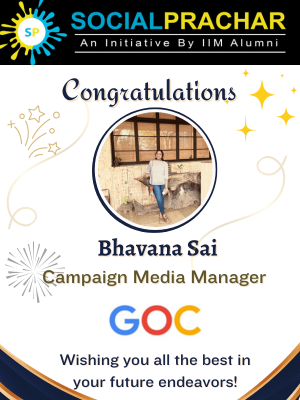 SP
SOCIALPRACHAR
An Initiative By IIM Alumni
Congratulations
Bhavana Sai
Campaign Media Manager
GOC
Wishing you all the best in
your future endeavors!